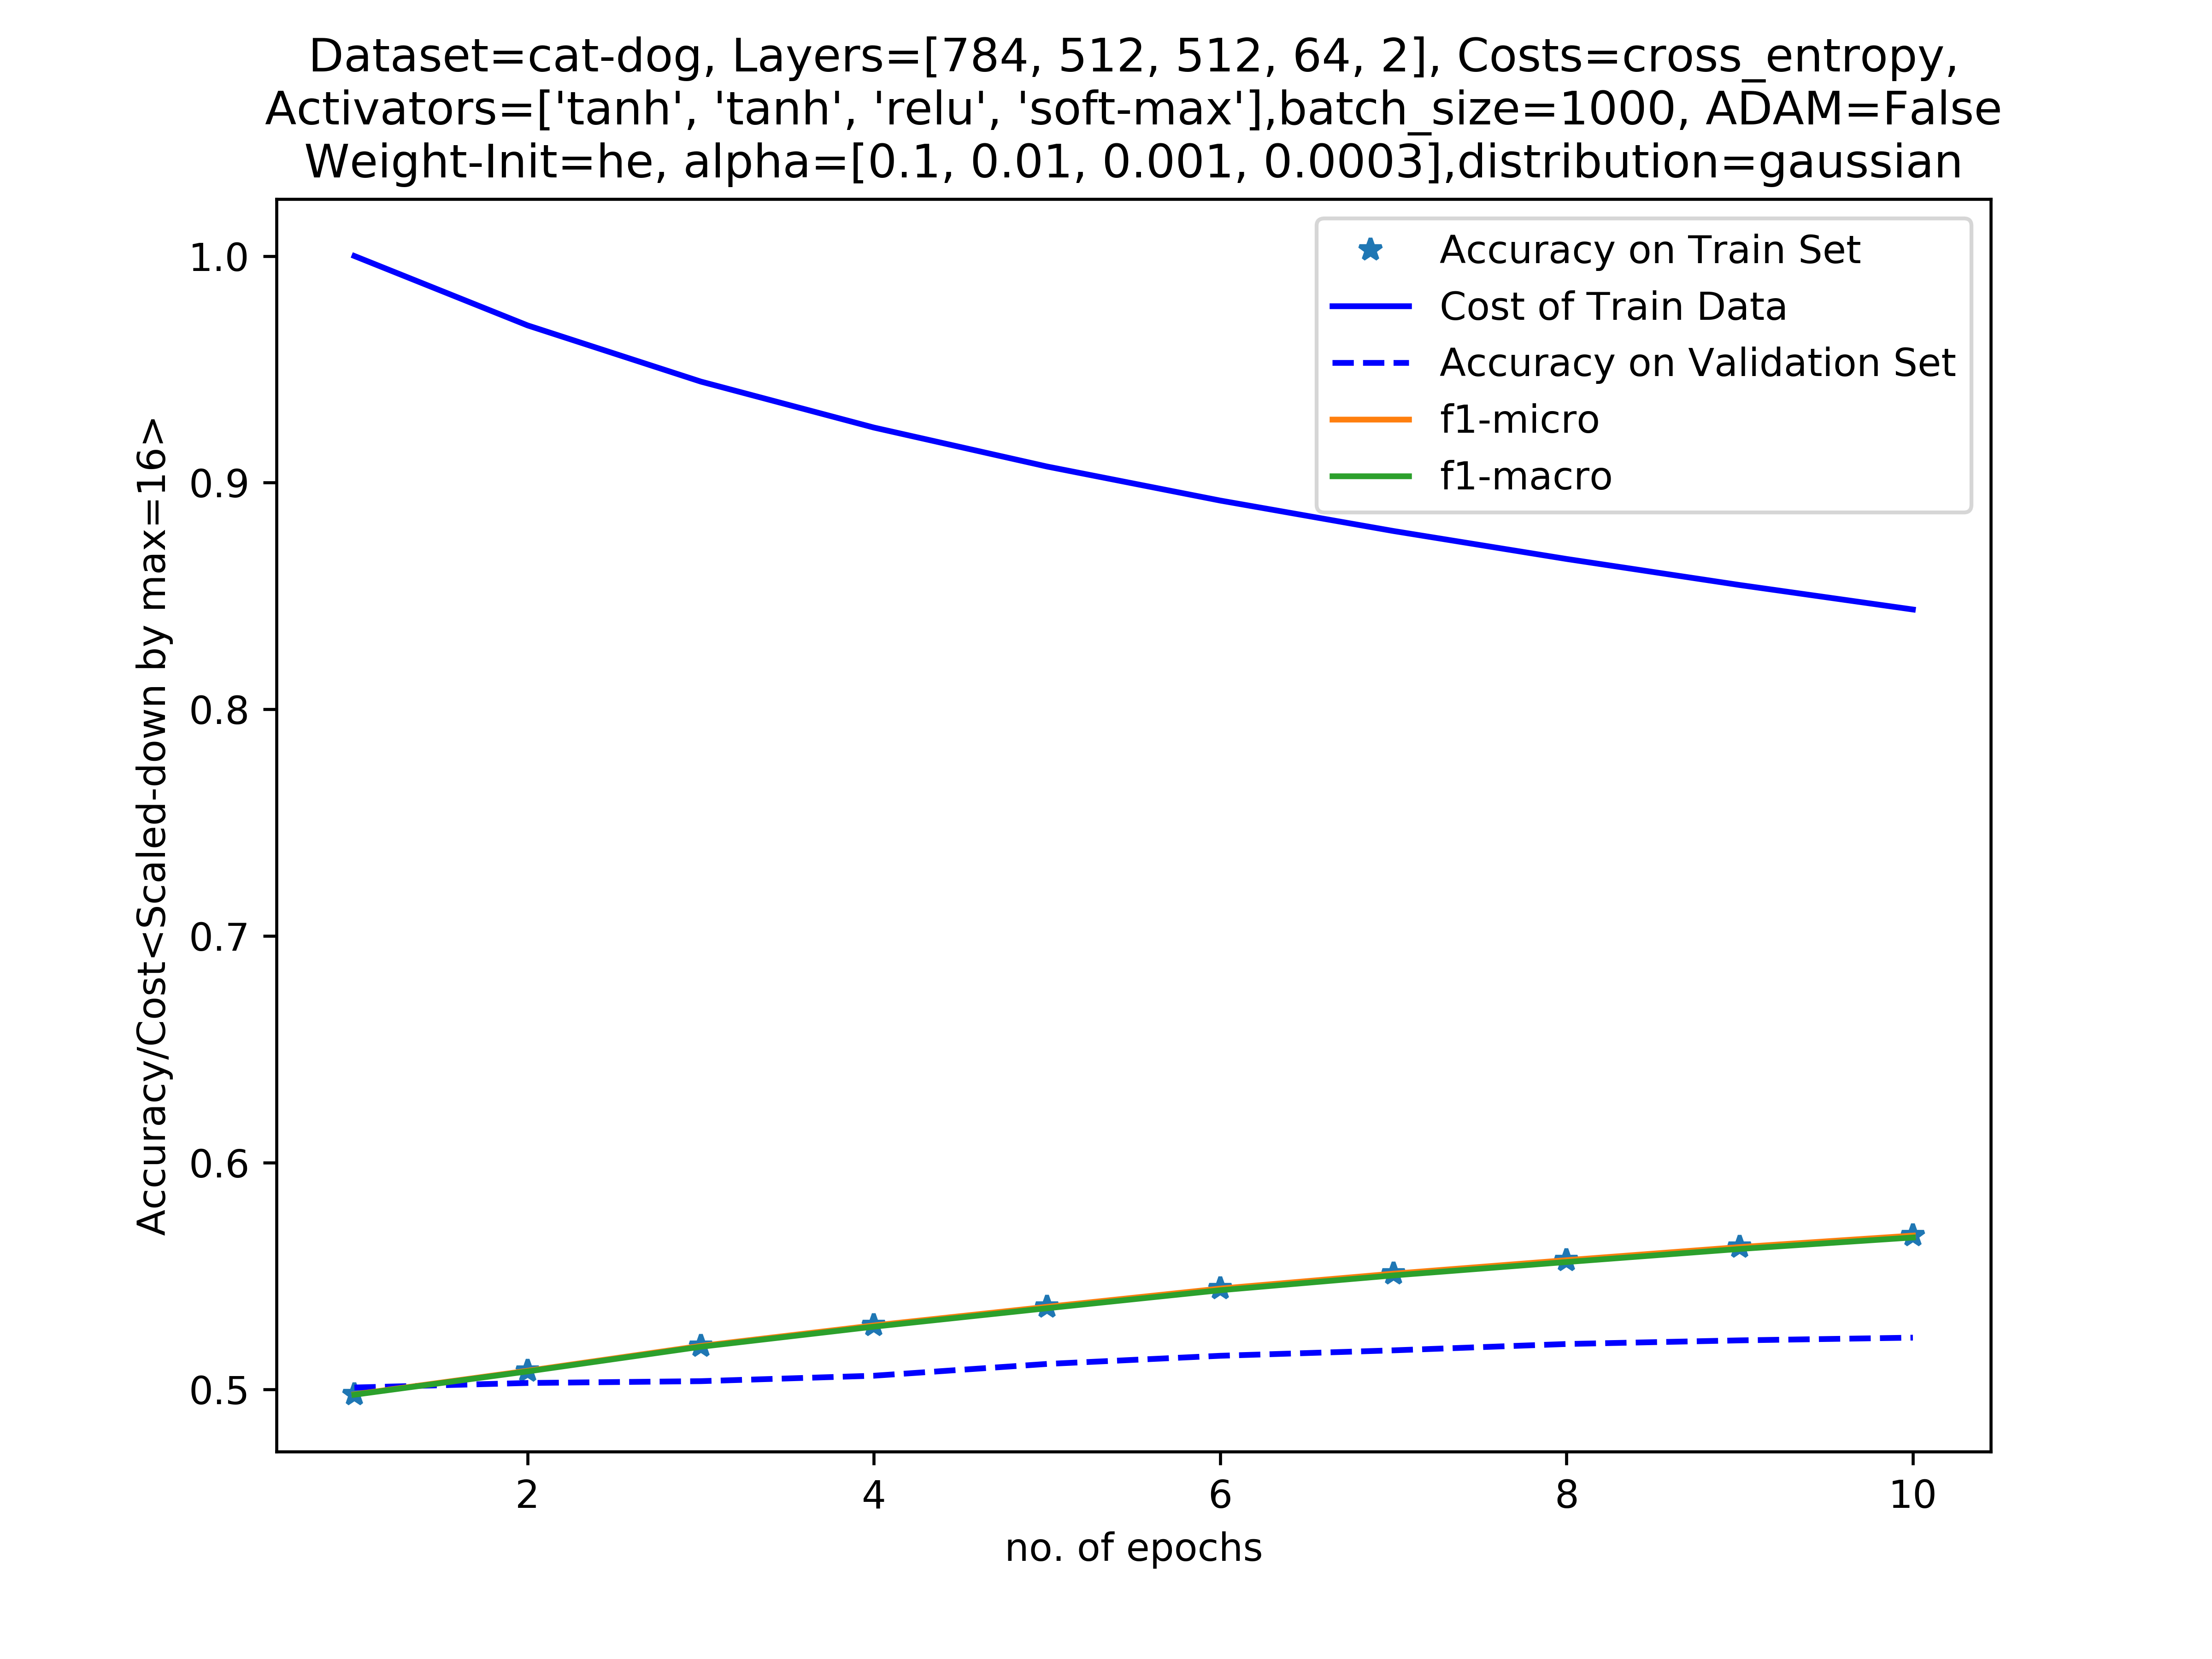 Dataset=cat-dog, Layers=[784, 512, 512, 64, 2], Costs=cross_entropy,
Activators=['tanh', 'tanh', 'relu', 'soft-max'],batch_size=1000, ADAM=False
Weight-Init=he, alpha=[0.1, 0.01, 0.001, 0.0003],distribution=gaussian
Accuracy on Train Set
Cost of Train Data
Accuracy on Validation Set
f1-micro
f1-macro
Accuracy/Cost<Scaled-down by max=16>
1.0
0.9
0.8
0.7
0.6
0.5
2 4 6 8 10
no. of epochs